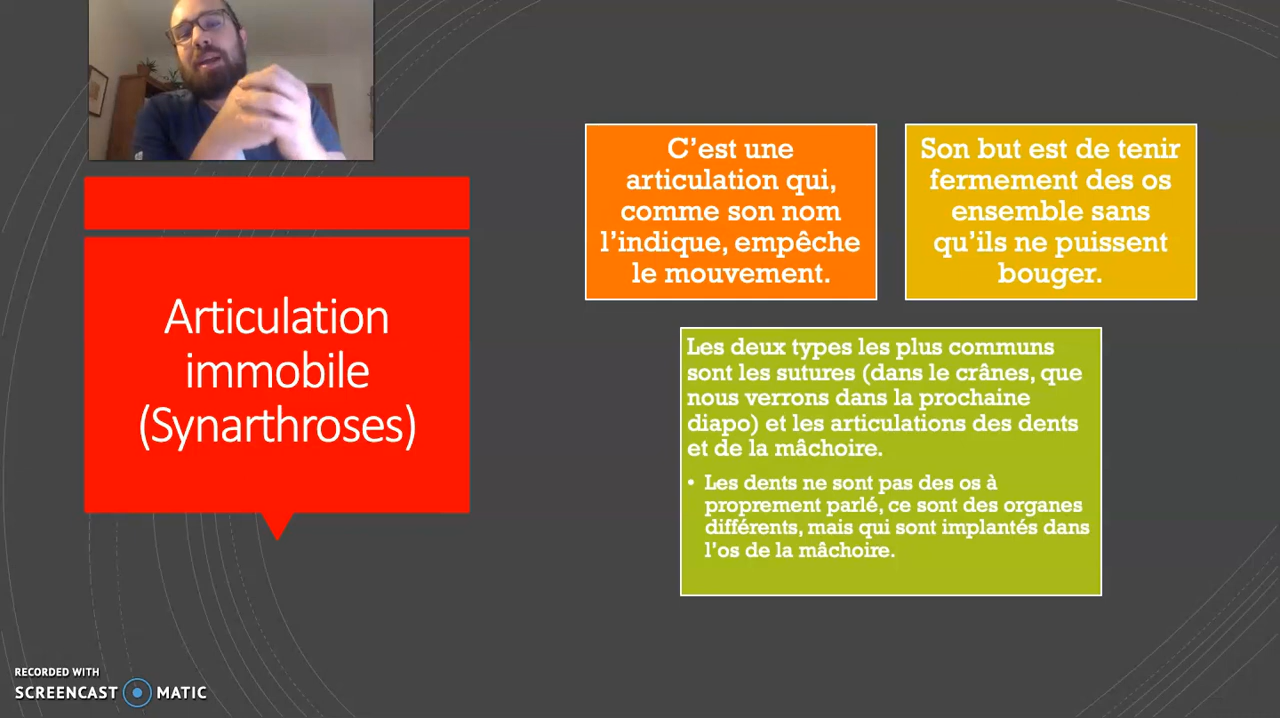 Articulation
immobile
(Synarthroses)
C’est une
articulation qui,
comme son nom
l’indique, empêche
le mouvement.
Son but est de tenir
fermement des os
ensemble sans
qu’ils ne puissent
bouger.
Les deux types les plus communs
sont les sutures (dans le crânes, que
nous verrons dans la prochaine
diapo) et les articulations des dents
et de la mâchoire.
• Les dents ne sont pas des os à
proprement parlé, ce sont des organes
différents, mais qui sont implantés dans
l’os de la mâchoire.
RECORDED WITH
SCREENCAST MATIC